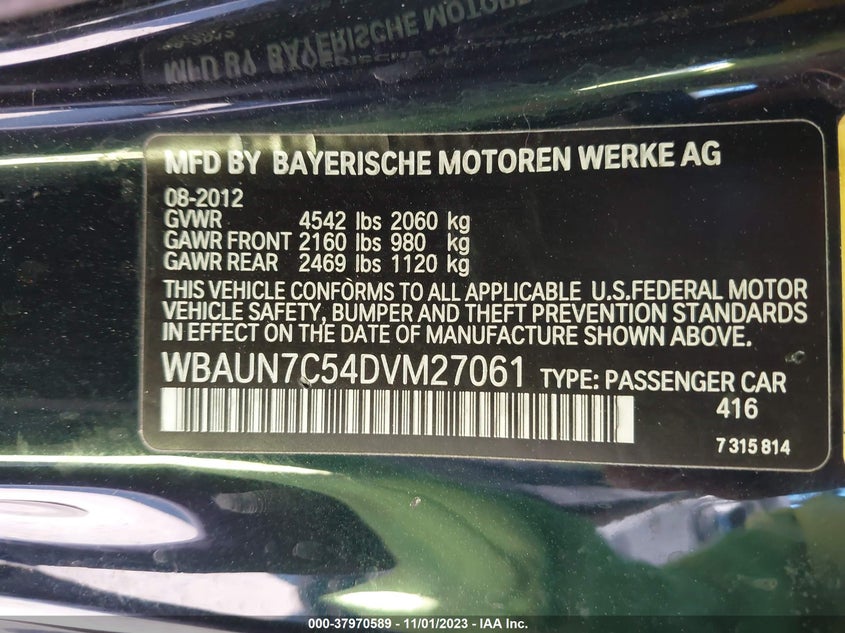 MFD BY BAYERISCHE MOTOREN WERKE AG
08-2012
GVWR 4542 lbs 2060 kg
GAWR FRONT 2160 lbs 980 kg
GAWR REAR 2469 lbs 1120 kg
THIS VEHICLE CONFORMS TO ALL APPLICABLE U.S.FEDERAL MOTOR
VEHICLE SAFETY, BUMPER AND THEFT PREVENTION STANDARDS
IN EFFECT ON THE DATE OF MANUFACTURE SHOWN ABOVE.
WBAUN7C54DVM27061 TYPE: PASSENGER CAR
416
7 315 814
000-37970589 - 11/01/2023 - IAA Inc.